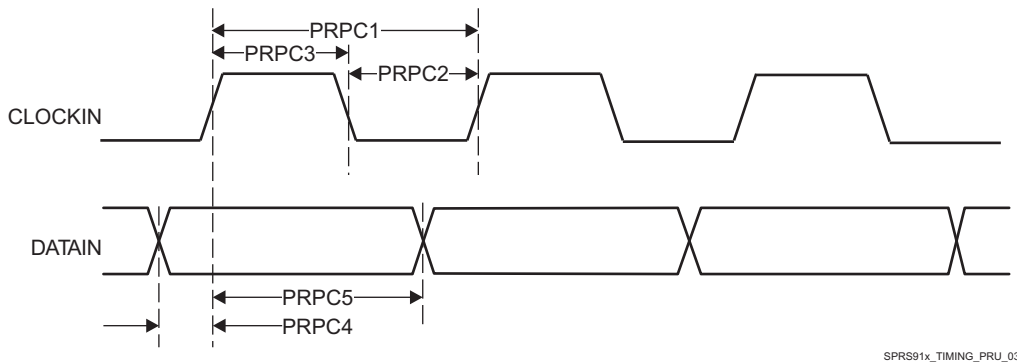 PRPC1
PRPC3
PRPC2
CLOCKIN
DATAIN
PRPC5
PRPC4
SPRS91x_TIMING_PRU_03